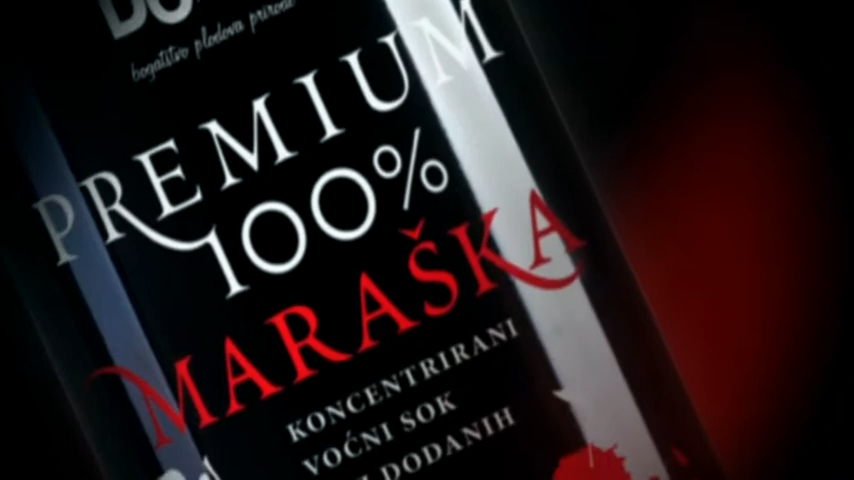 bogatstvo plodova prirode
PREMIUM
100%
MARAŠKA
KONCENTRIRANI
VOĆNI SOK
DODANIH